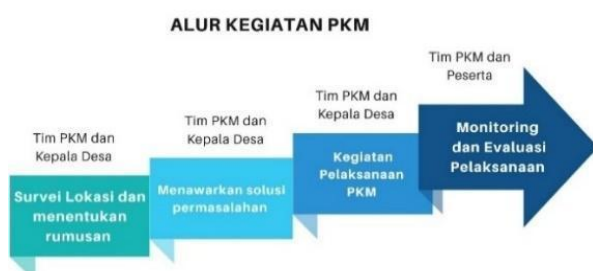 ALUR KEGIATAN PKM
Tim PKM dan
Kepala Desa
Survei Lokasi dan
menentukan
rumusan
Tim PKM dan
Kepala Desa
Menawarkan solusi
permasalahan
Tim PKM dan
Kepala Desa
Kegiatan
Pelaksanaan
PKM
Tim PKM dan
Peserta
Monitoring
dan Evaluasi
Pelaksanaan